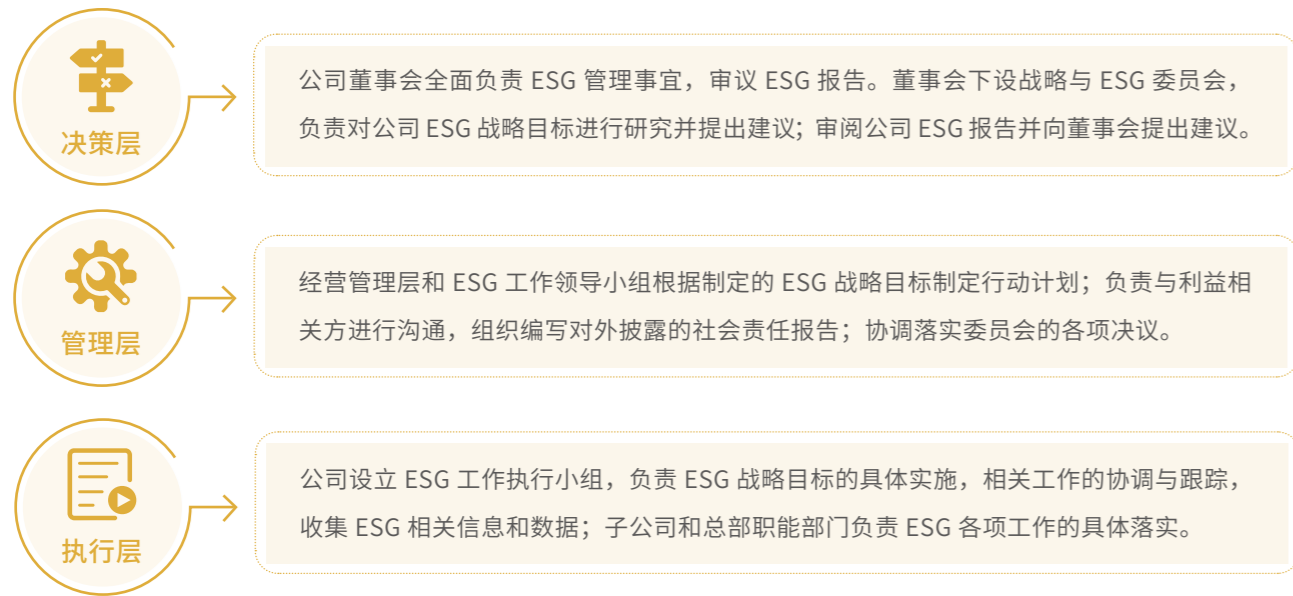 决策层
公司董事会全面负责 ESG 管理事宜，审议 ESG 报告。董事会下设战略与 ESG 委员会，
负责对公司 ESG 战略目标进行研究并提出建议；审阅公司 ESG 报告并向董事会提出建议。
管理层
经营管理层和 ESG 工作领导小组根据制定的 ESG 战略目标制定行动计划；负责与利益相
关方进行沟通，组织编写对外披露的社会责任报告；协调落实委员会的各项决议。
执行层
公司设立 ESG 工作执行小组，负责 ESG 战略目标的具体实施，相关工作的协调与跟踪，
收集 ESG 相关信息和数据；子公司和总部职能部门负责 ESG 各项工作的具体落实。